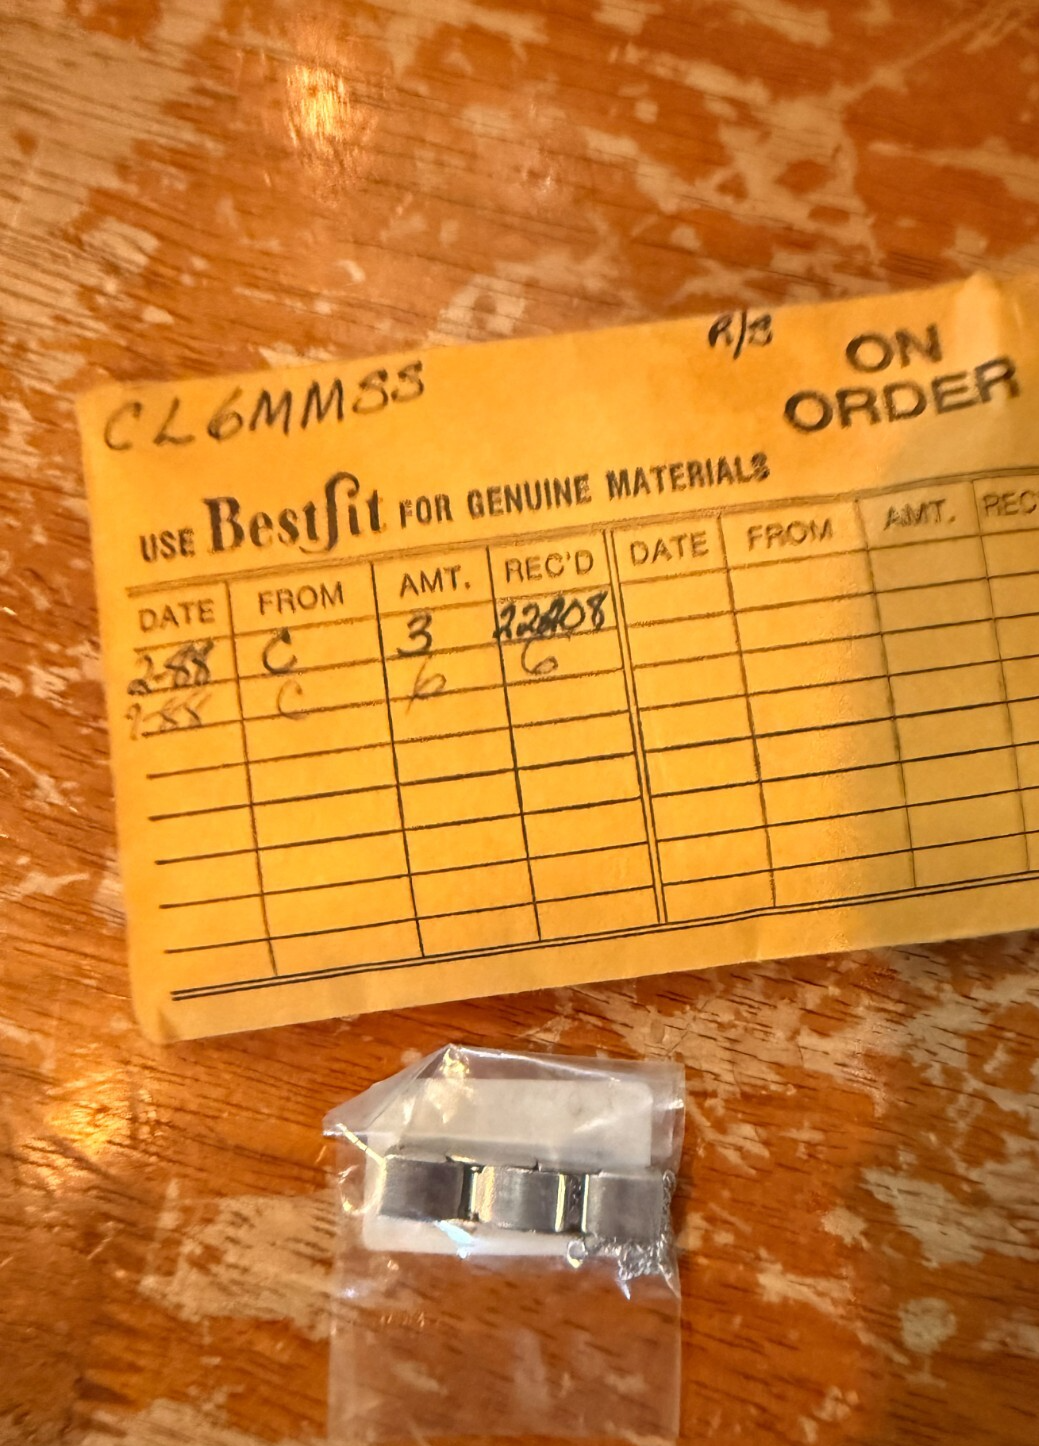 CL6MMSS
R/S
ON
ORDER
USE Bestfit FOR GENUINE MATERIALS
DATE FROM AMT. REC'D DATE FROM AMT. REC
2-88 C 3
C 6 6